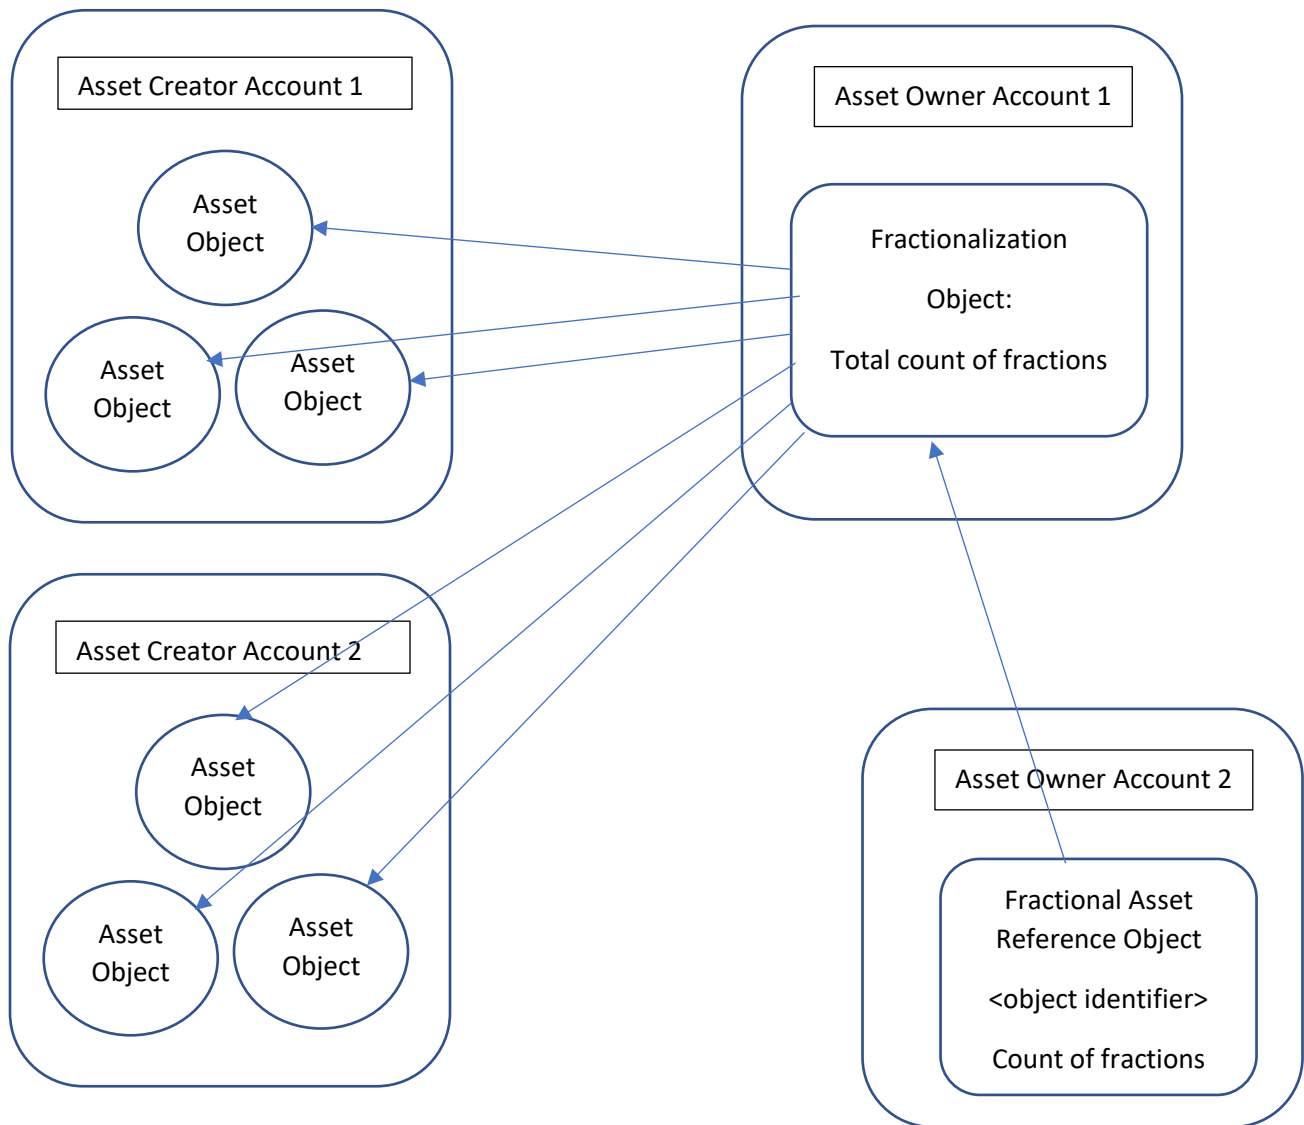 Asset Creator Account 1
Asset
Object
Asset
Object
Asset
Object
Asset Owner Account 1
Fractionalization
Object:
Total count of fractions
Asset Creator Account 2
Asset
Object
Asset
Object
Asset
Object
Asset Owner Account 2
Fractional Asset
Reference Object
<object identifier>
Count of fractions